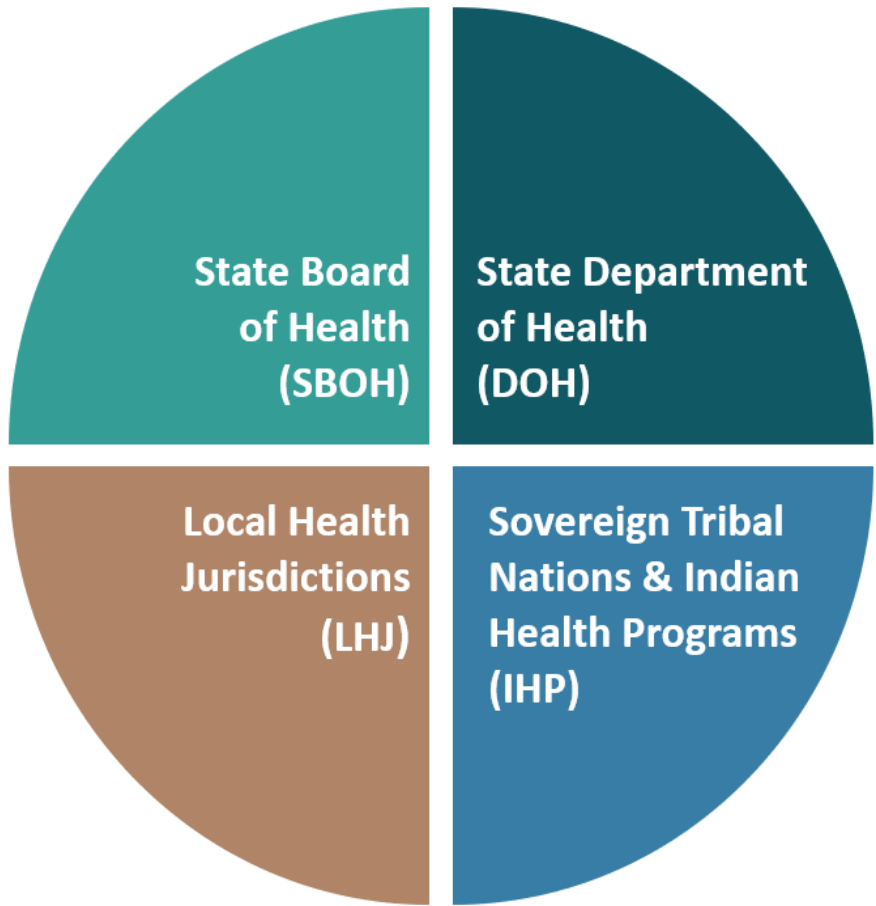 State Board
of Health
(SBOH)
State Department
of Health
(DOH)
Local Health
Jurisdictions
(LHJ)
Sovereign Tribal
Nations & Indian
Health Programs
(IHP)